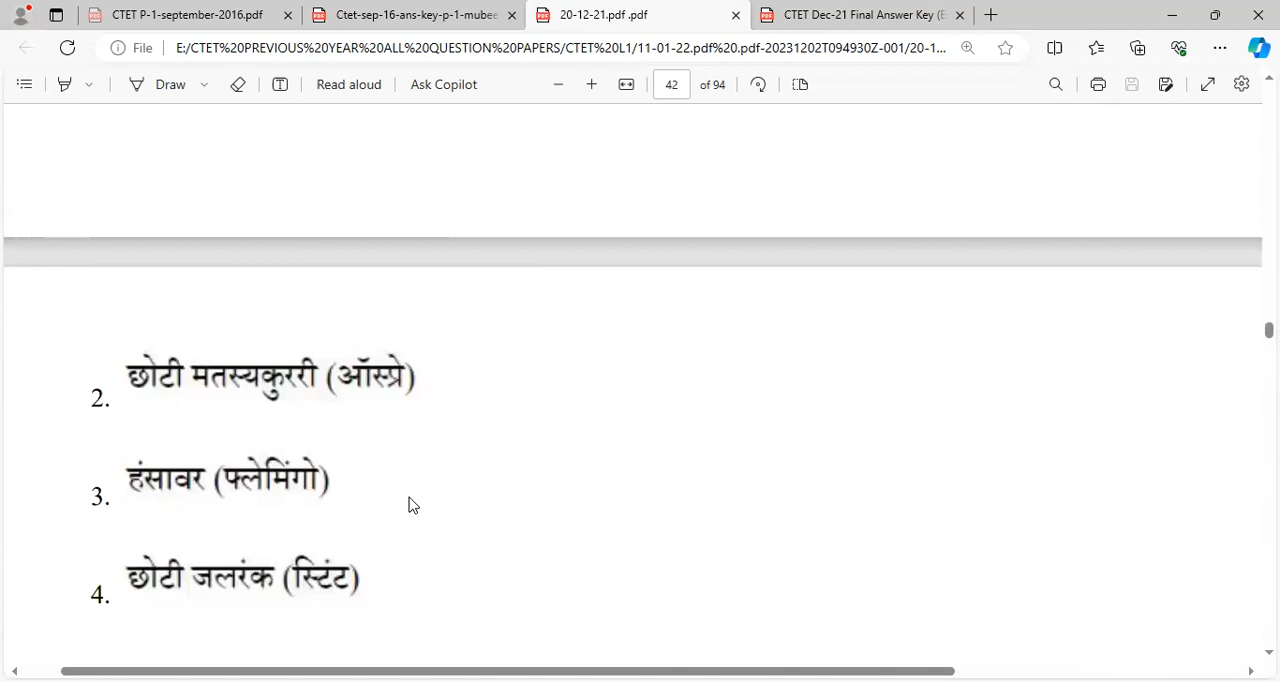 CTET P-1-september-2016.pdf
Ctet-sep-16-ans-key-p-1-mubee
20-12-21.pdf .pdf
CTET Dec-21 Final Answer Key (E
File
E:/CTET%20PREVIOUS%20YEAR%20ALL%20QUESTION%20PAPERS/CTET%20L1/11-01-22.pdf%20.pdf-20231202T094930Z-001/20-1...
Draw
Read aloud
Ask Copilot
42 of 94
2. छोटी मतस्यकुररी (ऑस्प्रे)
3. हंसावर (फ्लेमिंगो)
4. छोटी जलरंक (स्टिंट)